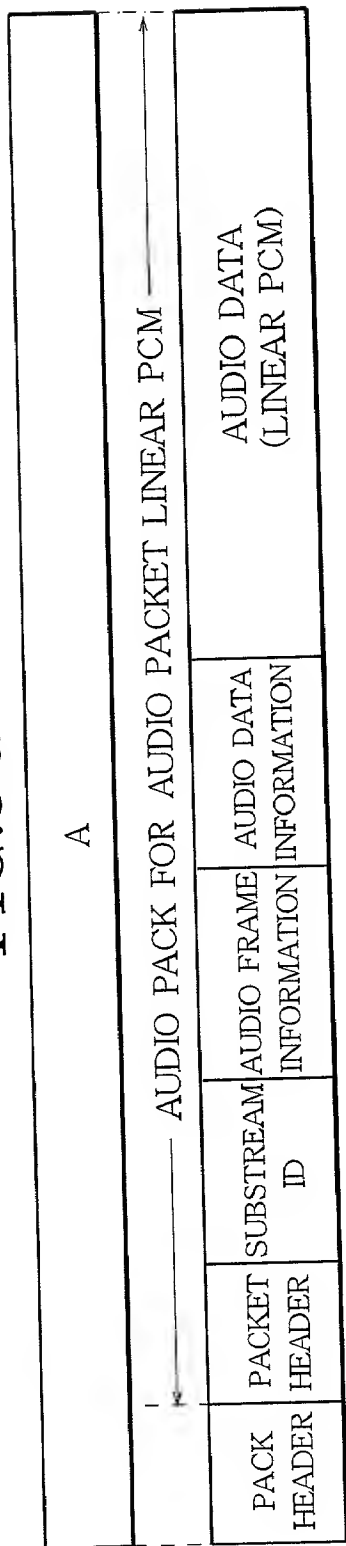 A
AUDIO PACK FOR AUDIO PACKET LINEAR PCM
PACK
HEADER
PACKET
HEADER
SUBSTREAM
ID
AUDIO FRAME
INFORMATION
AUDIO DATA
INFORMATION
AUDIO DATA
(LINEAR PCM)